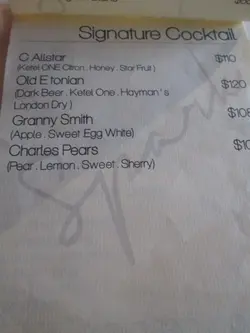 Signature Cocktail
C Allstar $110
(Ketel ONE Citron . Honey . Star Fruit )
Old Etonian $120
(Dark Beer . Ketel One . Hayman's
London Dry )
Granny Smith
(Apple . Sweet Egg White)
Charles Pears
(Pear . Lemon . Sweet . Sherry)